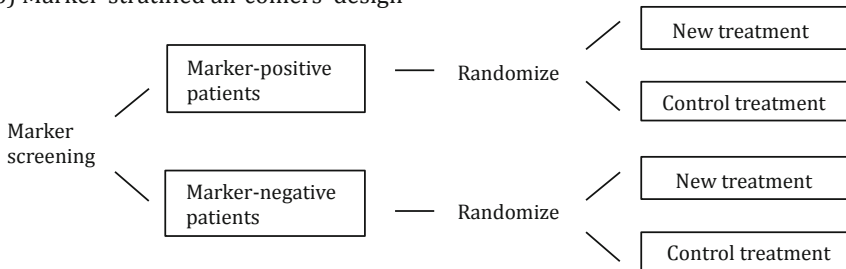 Marker-stratified all-comers design
New treatment
Marker-positive
patients
Randomize
Control treatment
Marker
screening
New treatment
Marker-negative
patients
Randomize
Control treatment